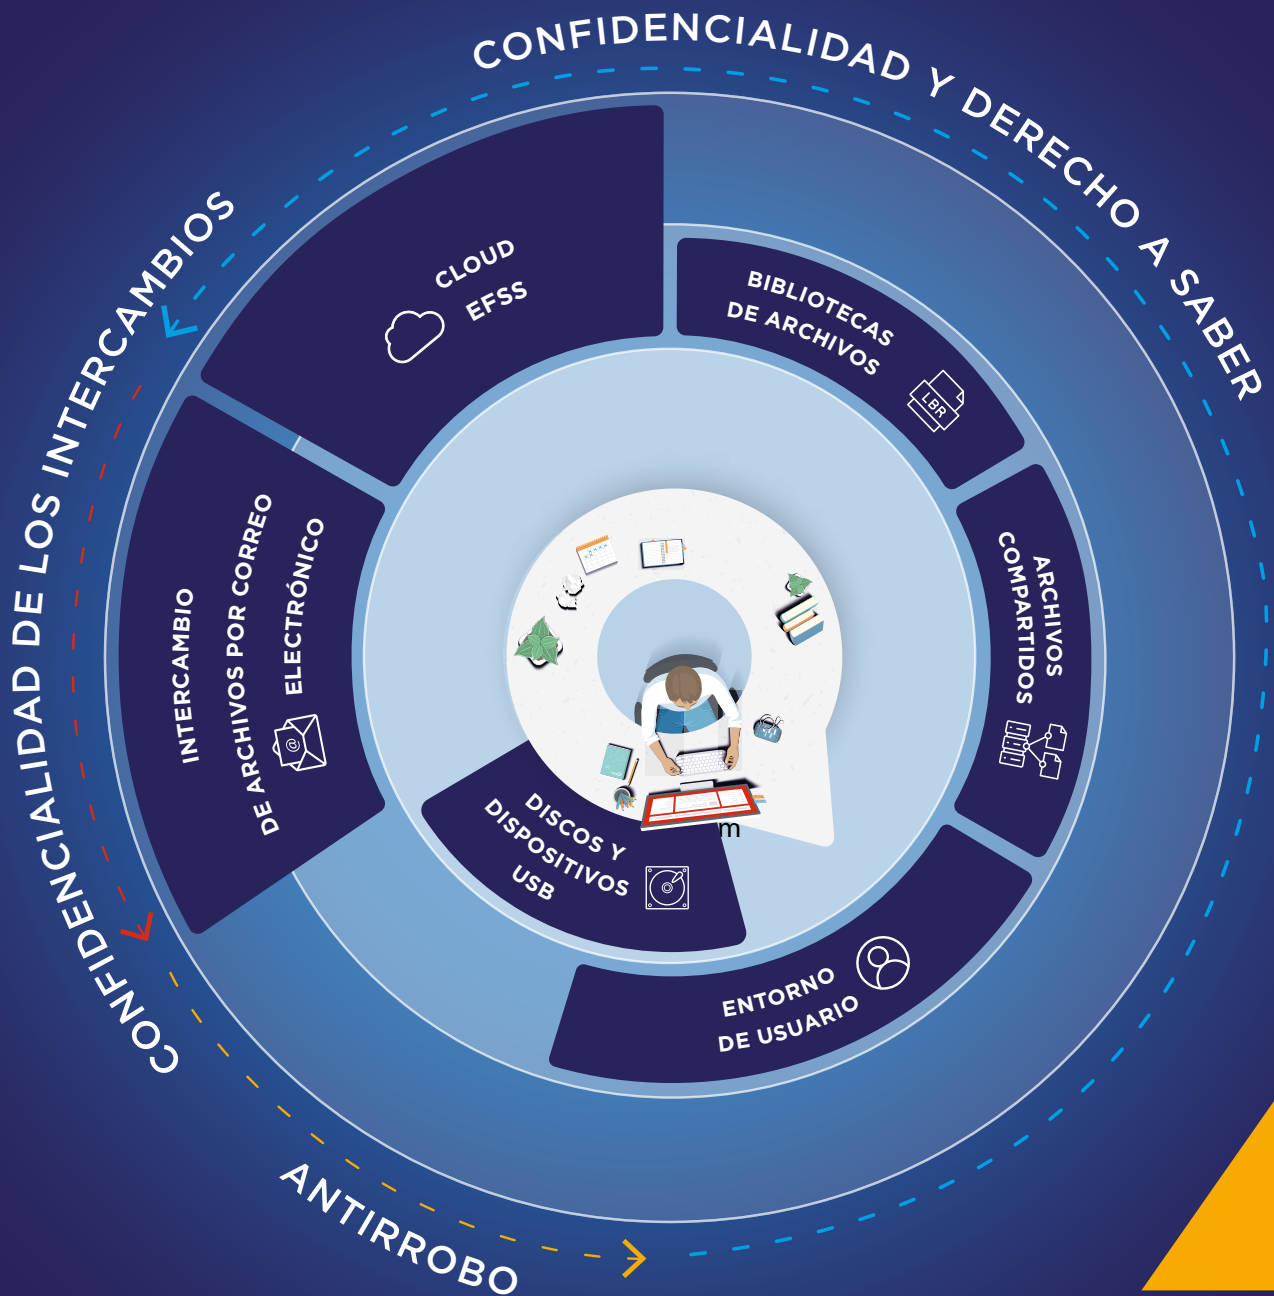 CONFIDENCIALIDAD Y DERECHO A SABER
CONFIDENCIALIDAD DE LOS INTERCAMBIOS
CLOUD
EFSS
BIBLIOTECAS
DE ARCHIVOS
LBR
ARCHIVOS
COMPARTIDOS
INTERCAMBIO
DE ARCHIVOS POR CORREO
ELECTRÓNICO
@
DISCOS Y
DISPOSITIVOS
USB
m
ENTORNO
DE USUARIO
ANTIRROBO